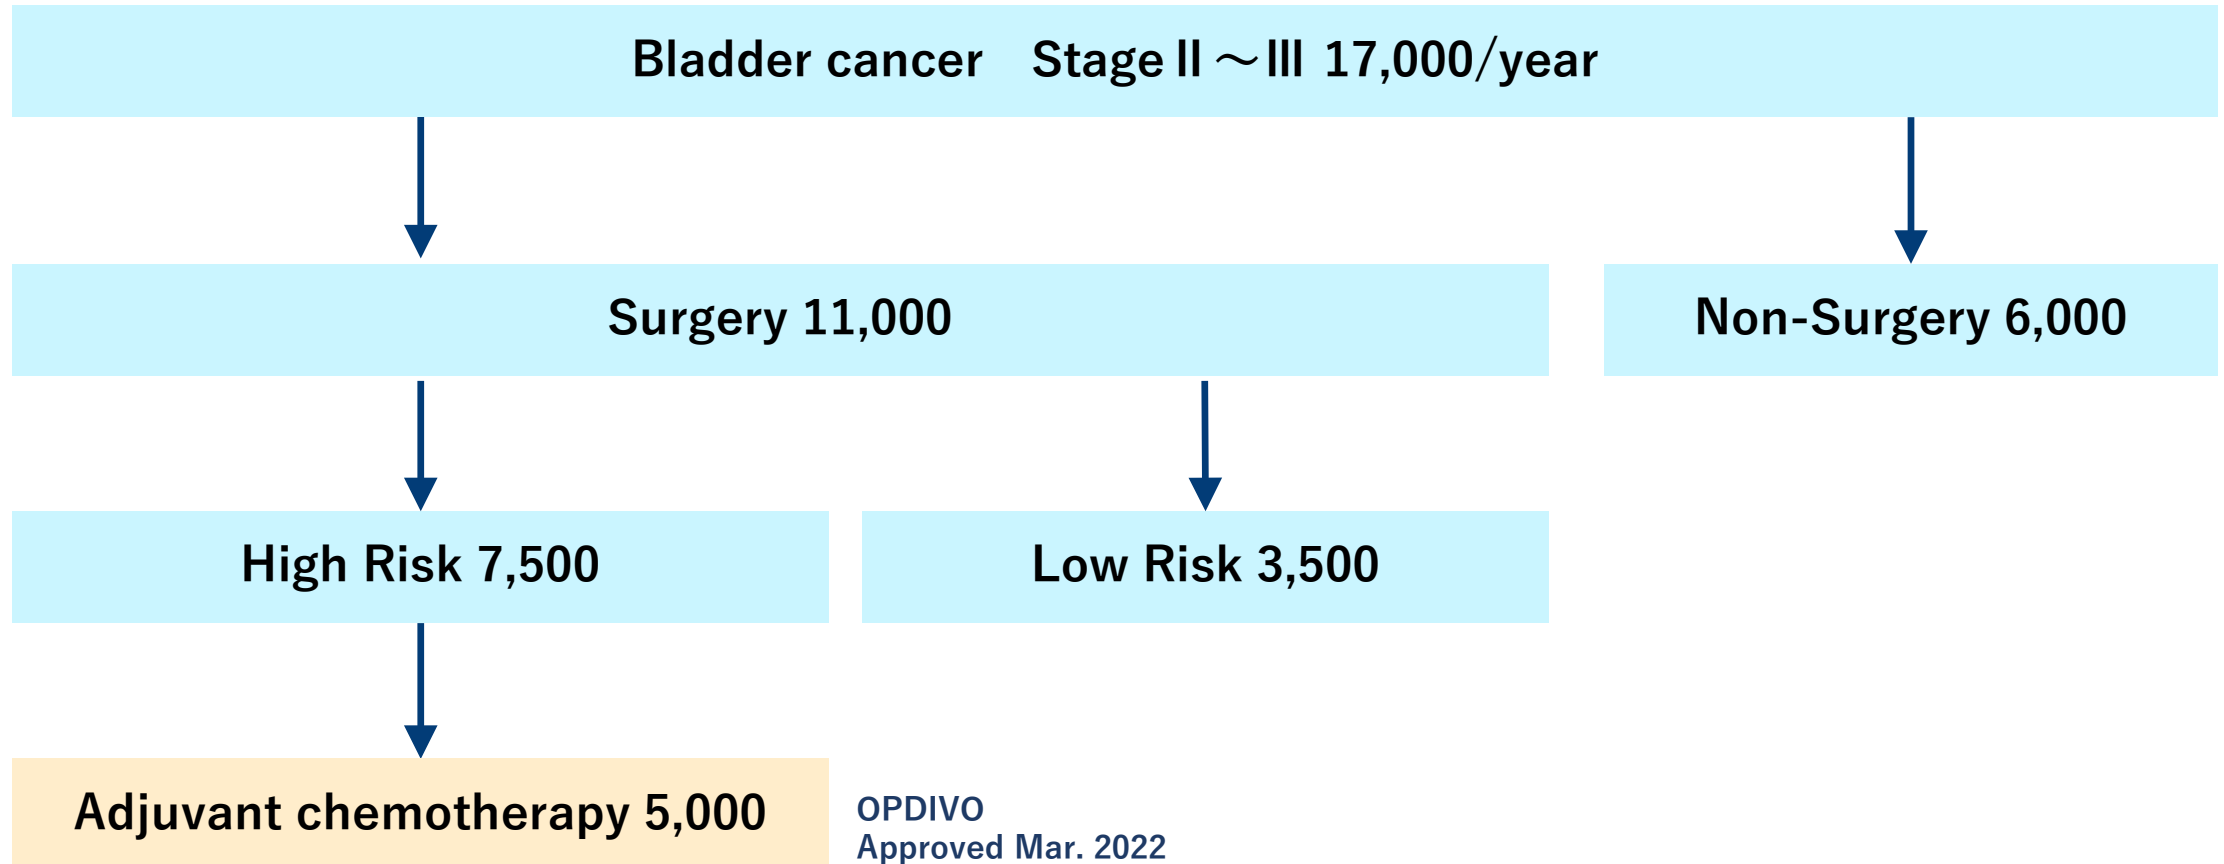 Bladder cancer　Stage Ⅱ ～Ⅲ 17,000/year
Surgery 11,000
Non-Surgery 6,000
High Risk 7,500
Low Risk 3,500
Adjuvant chemotherapy 5,000
OPDIVO
Approved Mar. 2022